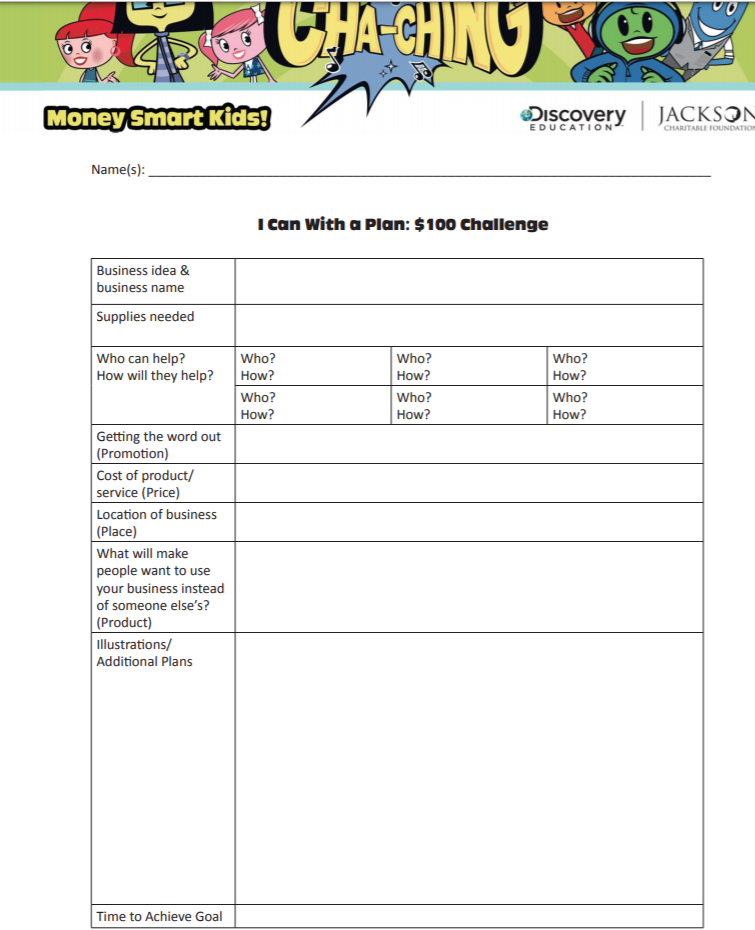 CHA-CHING
Money Smart Kids!
Discovery
EDUCATION
JACKSON
CHARITABLE FOUNDATION
Name(s):
I Can With a Plan: $100 Challenge
Business idea &
business name
Supplies needed
Who can help?
How will they help?
Who?
How?
Who?
How?
Who?
How?
Who?
How?
Who?
How?
Who?
How?
Getting the word out
(Promotion)
Cost of product/
service (Price)
Location of business
(Place)
What will make
people want to use
your business instead
of someone else's?
(Product)
Illustrations/
Additional Plans
Time to Achieve Goal